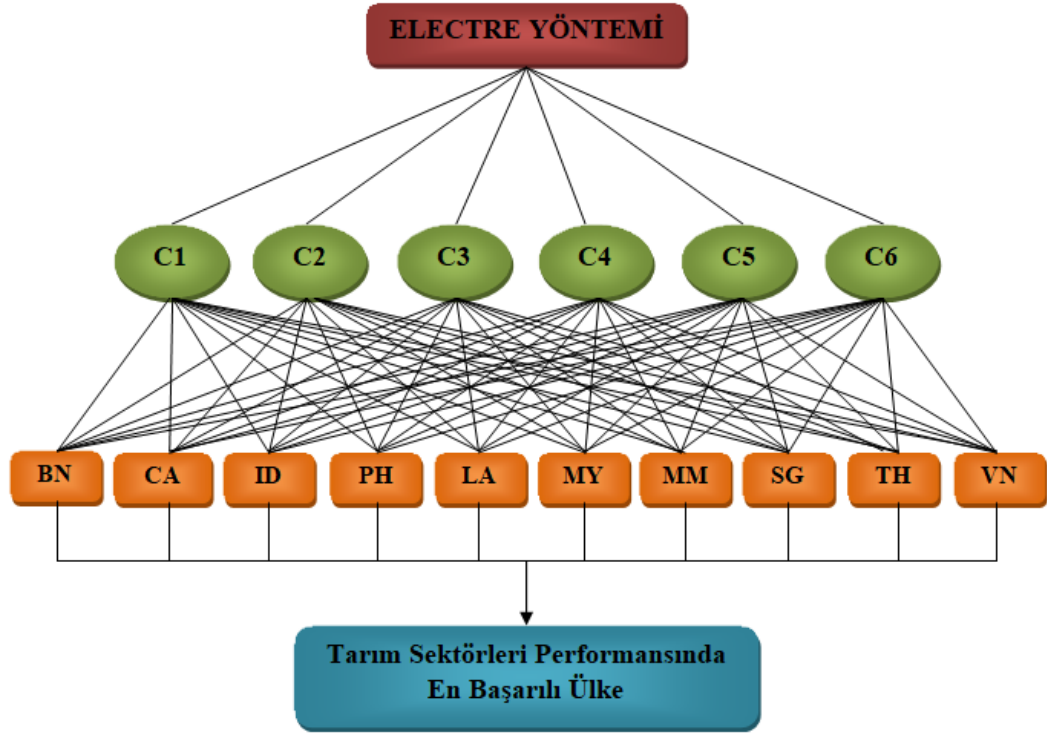 ELECTRE YÖNTEMİ
C1 C2 C3 C4 C5 C6
BN CA ID PH LA MY MM SG TH VN
Tarım Sektörleri Performansında
En Başarılı Ülke